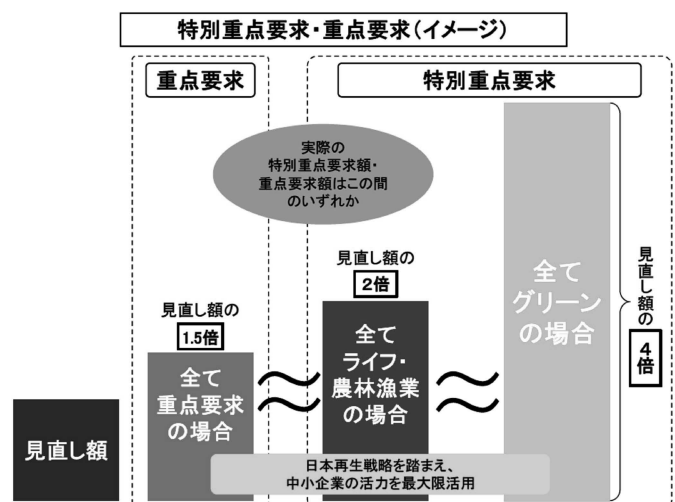 特別重点要求・重点要求(イメージ)
重点要求
特別重点要求
実際の
特別重点要求額・
重点要求額はこの間
のいずれか
見直し額の
1.5倍
見直し額の
2倍
見直し額の
4倍
見直し額
全て
重点要求
の場合
全て
ライフ・
農林漁業
の場合
全て
グリーン
の場合
日本再生戦略を踏まえ、
中小企業の活力を最大限活用